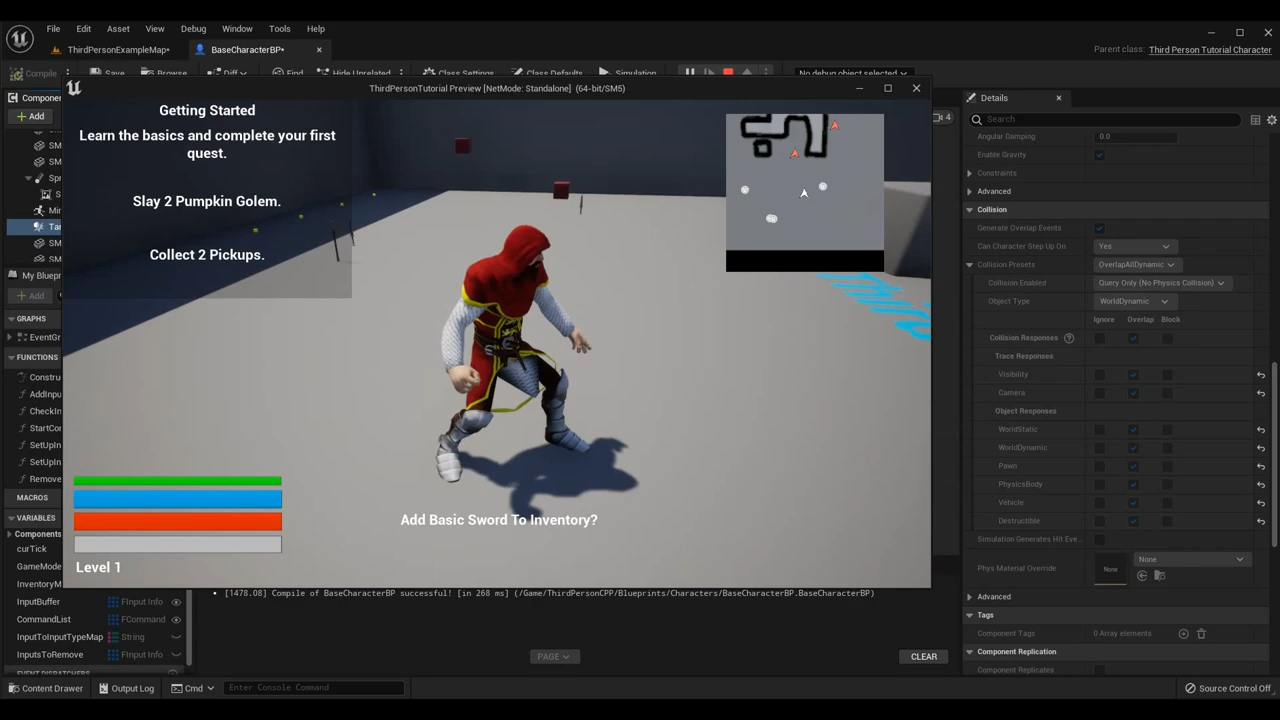 File Edit Asset View Debug Window Tools Help
ThirdPersonExampleMap*
BaseCharacterBP*
Parent class: Third Person Tutorial Character
Compile Save Browse Diff Find Hide Unrelated Class Settings Class Defaults Simulation No debug object selected
ThirdPersonTutorial Preview [NetMode: Standalone] (64-bit/SM5)
Getting Started
Learn the basics and complete your first
quest.
Slay 2 Pumpkin Golem.
Collect 2 Pickups.
Add Basic Sword To Inventory?
Level 1
Add
SM
SM
SM
SM
My Bluepr
Add
GRAPHS
EventGr
FUNCTIONS
Constru
AddInpu
CheckIn
StartCor
SetUpIn
SetUpIn
Remove
MACROS
VARIABLES
Components
curTick
GameMode
InventoryM
InputBuffer FInput Info
CommandList FCommand
InputToInputTypeMap String
InputsToRemove FInput Info
4
Details
Search
Angular Damping 0.0
Enable Gravity
Constraints
Advanced
Collision
Generate Overlap Events
Can Character Step Up On Yes
Collision Presets OverlapAllDynamic
Collision Enabled Query Only (No Physics Collision)
Object Type WorldDynamic
Ignore Overlap Block
Collision Responses ?
Trace Responses
Visibility
Camera
Object Responses
WorldStatic
WorldDynamic
Pawn
PhysicsBody
Vehicle
Destructible
Simulation Generates Hit Eve...
Phys Material Override None None
Advanced
Tags
Component Tags 0 Array elements
Component Replication
Component Replicates
[1478.08] Compile of BaseCharacterBP successful! [in 268 ms] (/Game/ThirdPersonCPP/Blueprints/Characters/BaseCharacterBP.BaseCharacterBP)
PAGE
CLEAR
Content Drawer Output Log Cmd Enter Console Command Source Control Off